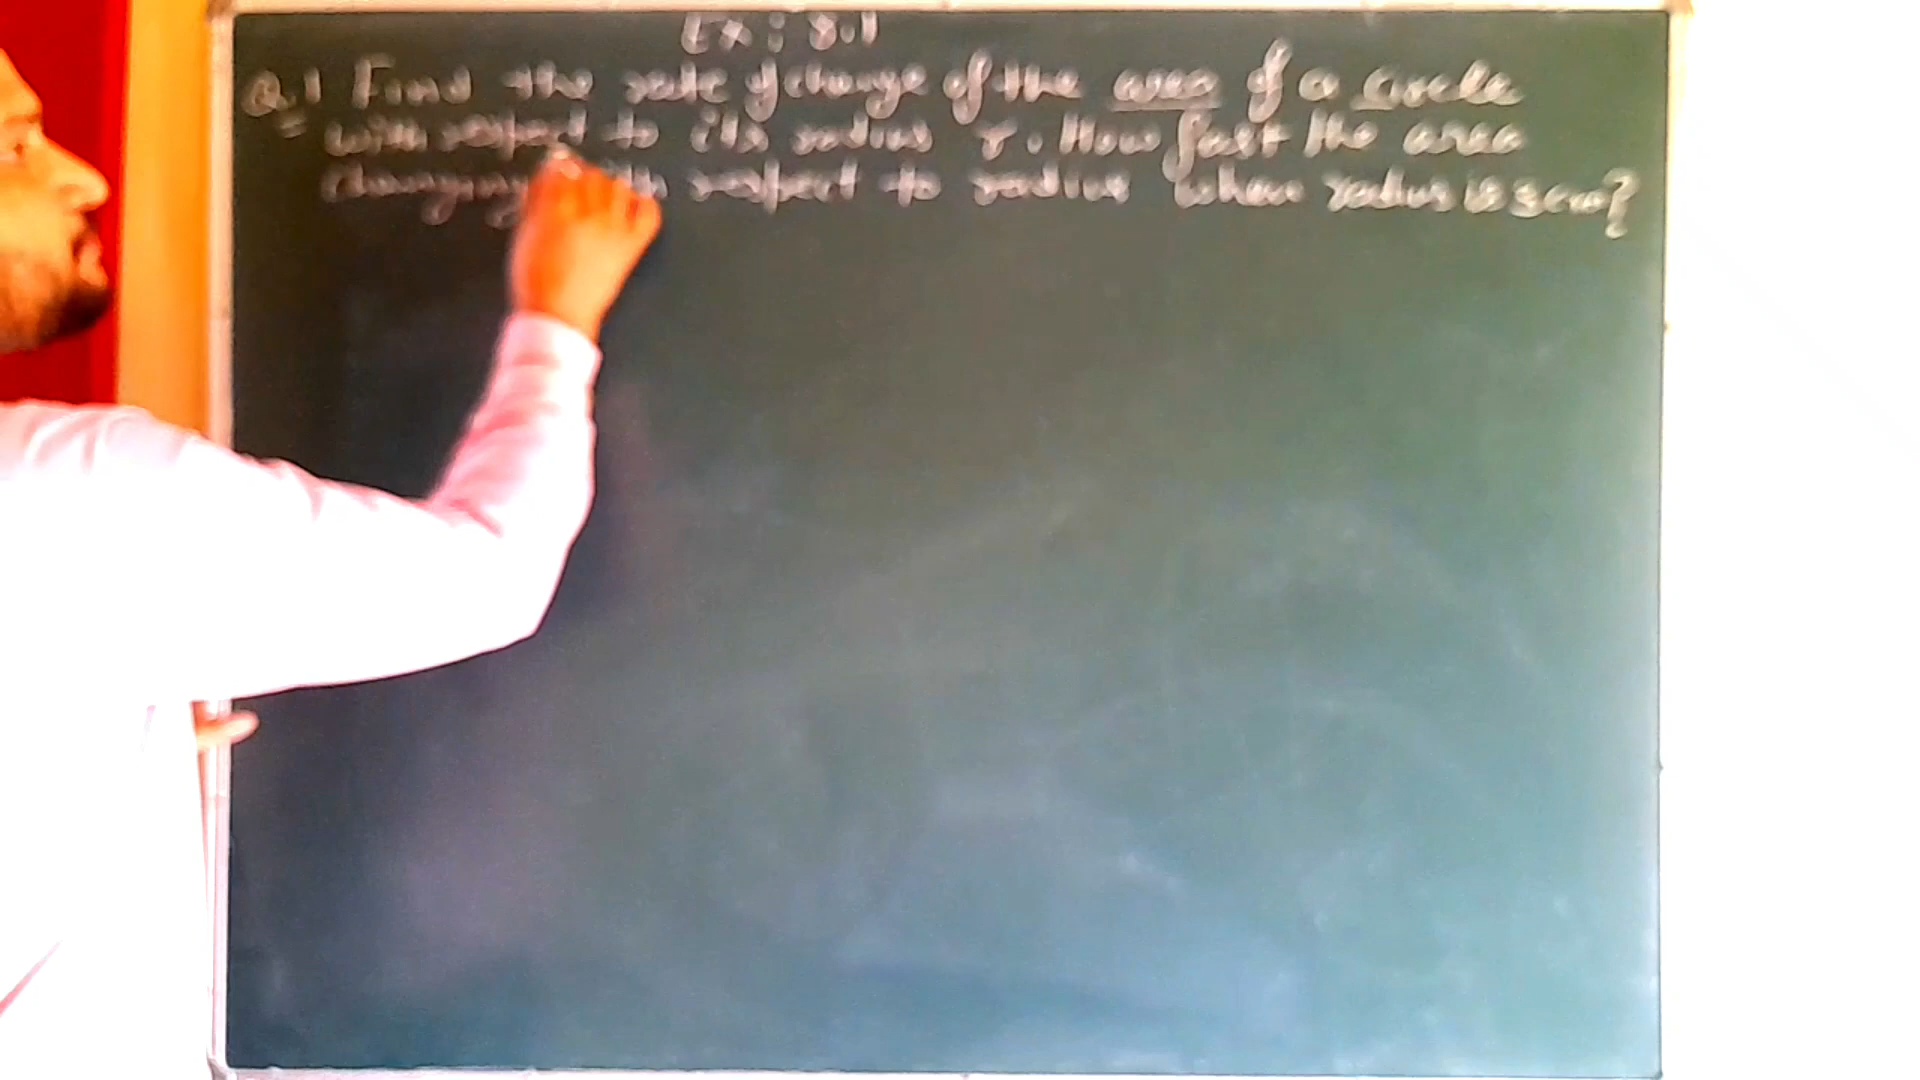 Ex: 8.1
Q.1 Find the rate of change of the area of a circle
with respect to its radius r. How fast the area
changing respect to radius when radius is 3cm?